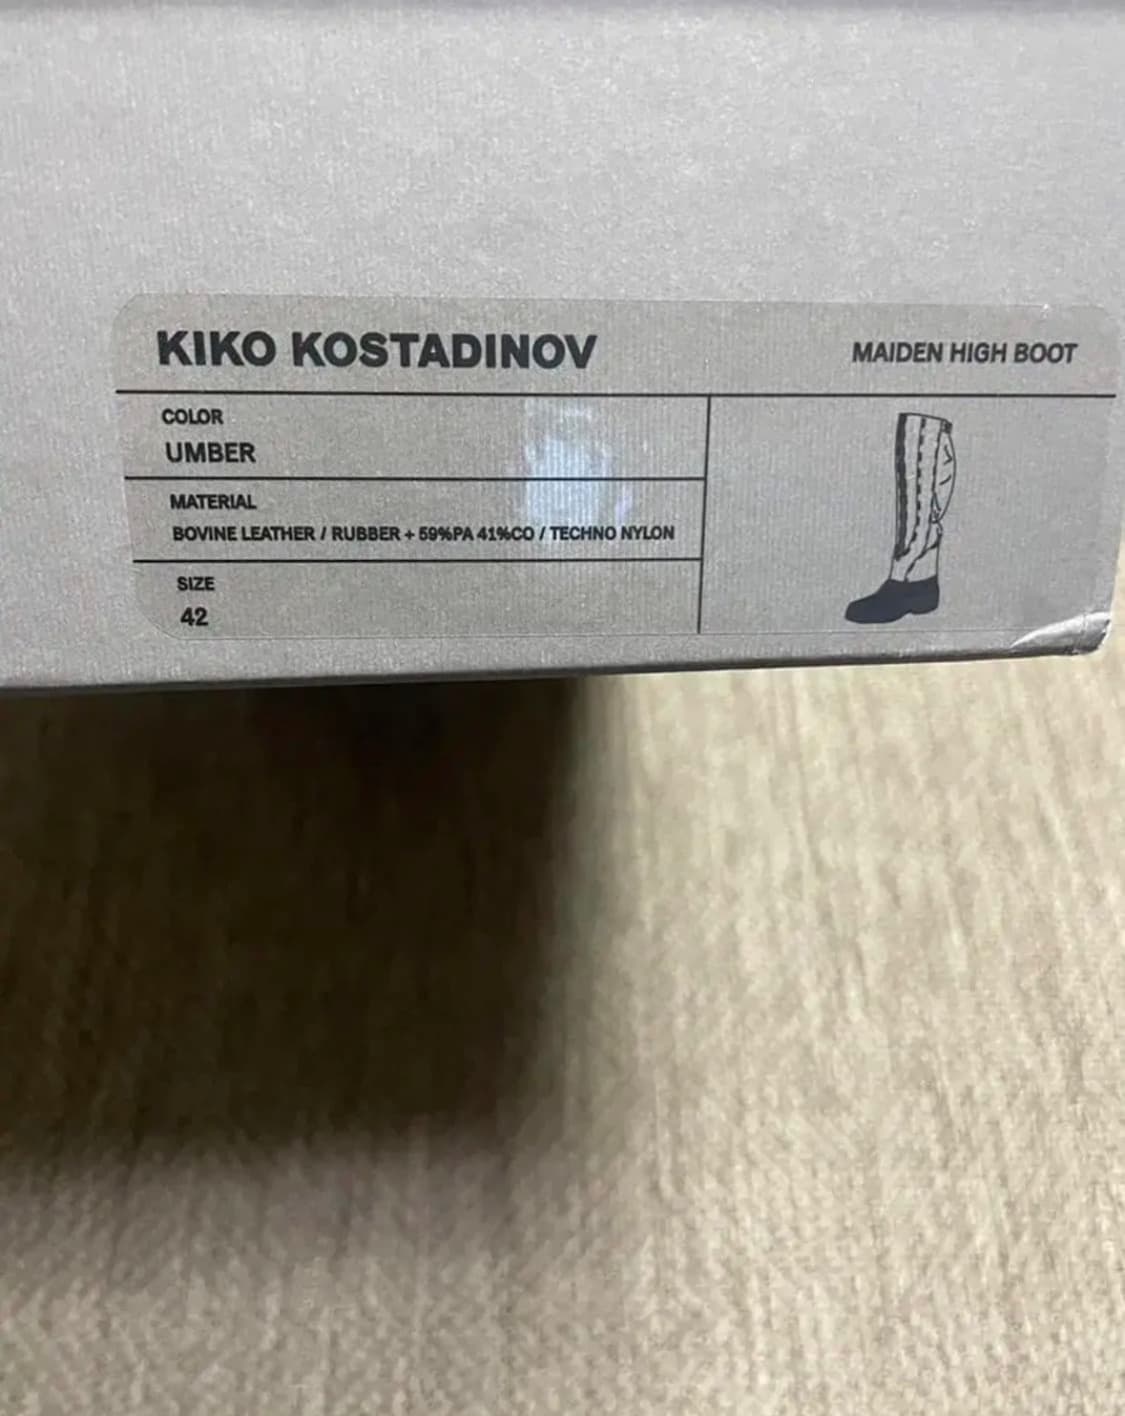 KIKO KOSTADINOV
MAIDEN HIGH BOOT
COLOR
UMBER
MATERIAL
BOVINE LEATHER / RUBBER + 59%PA 41%CO / TECHNO NYLON
SIZE
42